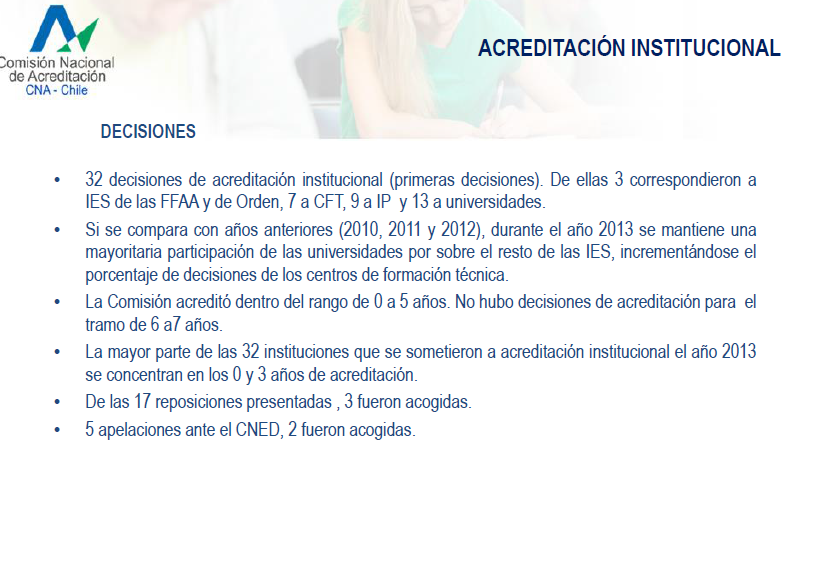 Comisión Nacional
de Acreditación
CNA - Chile
ACREDITACIÓN INSTITUCIONAL
DECISIONES
• 32 decisiones de acreditación institucional (primeras decisiones). De ellas 3 correspondieron a
IES de las FFAA y de Orden, 7 a CFT, 9 a IP y 13 a universidades.
• Si se compara con años anteriores (2010, 2011 y 2012), durante el año 2013 se mantiene una
mayoritaria participación de las universidades por sobre el resto de las IES, incrementándose el
porcentaje de decisiones de los centros de formación técnica.
• La Comisión acreditó dentro del rango de 0 a 5 años. No hubo decisiones de acreditación para el
tramo de 6 a7 años.
• La mayor parte de las 32 instituciones que se sometieron a acreditación institucional el año 2013
se concentran en los 0 y 3 años de acreditación.
• De las 17 reposiciones presentadas , 3 fueron acogidas.
• 5 apelaciones ante el CNED, 2 fueron acogidas.